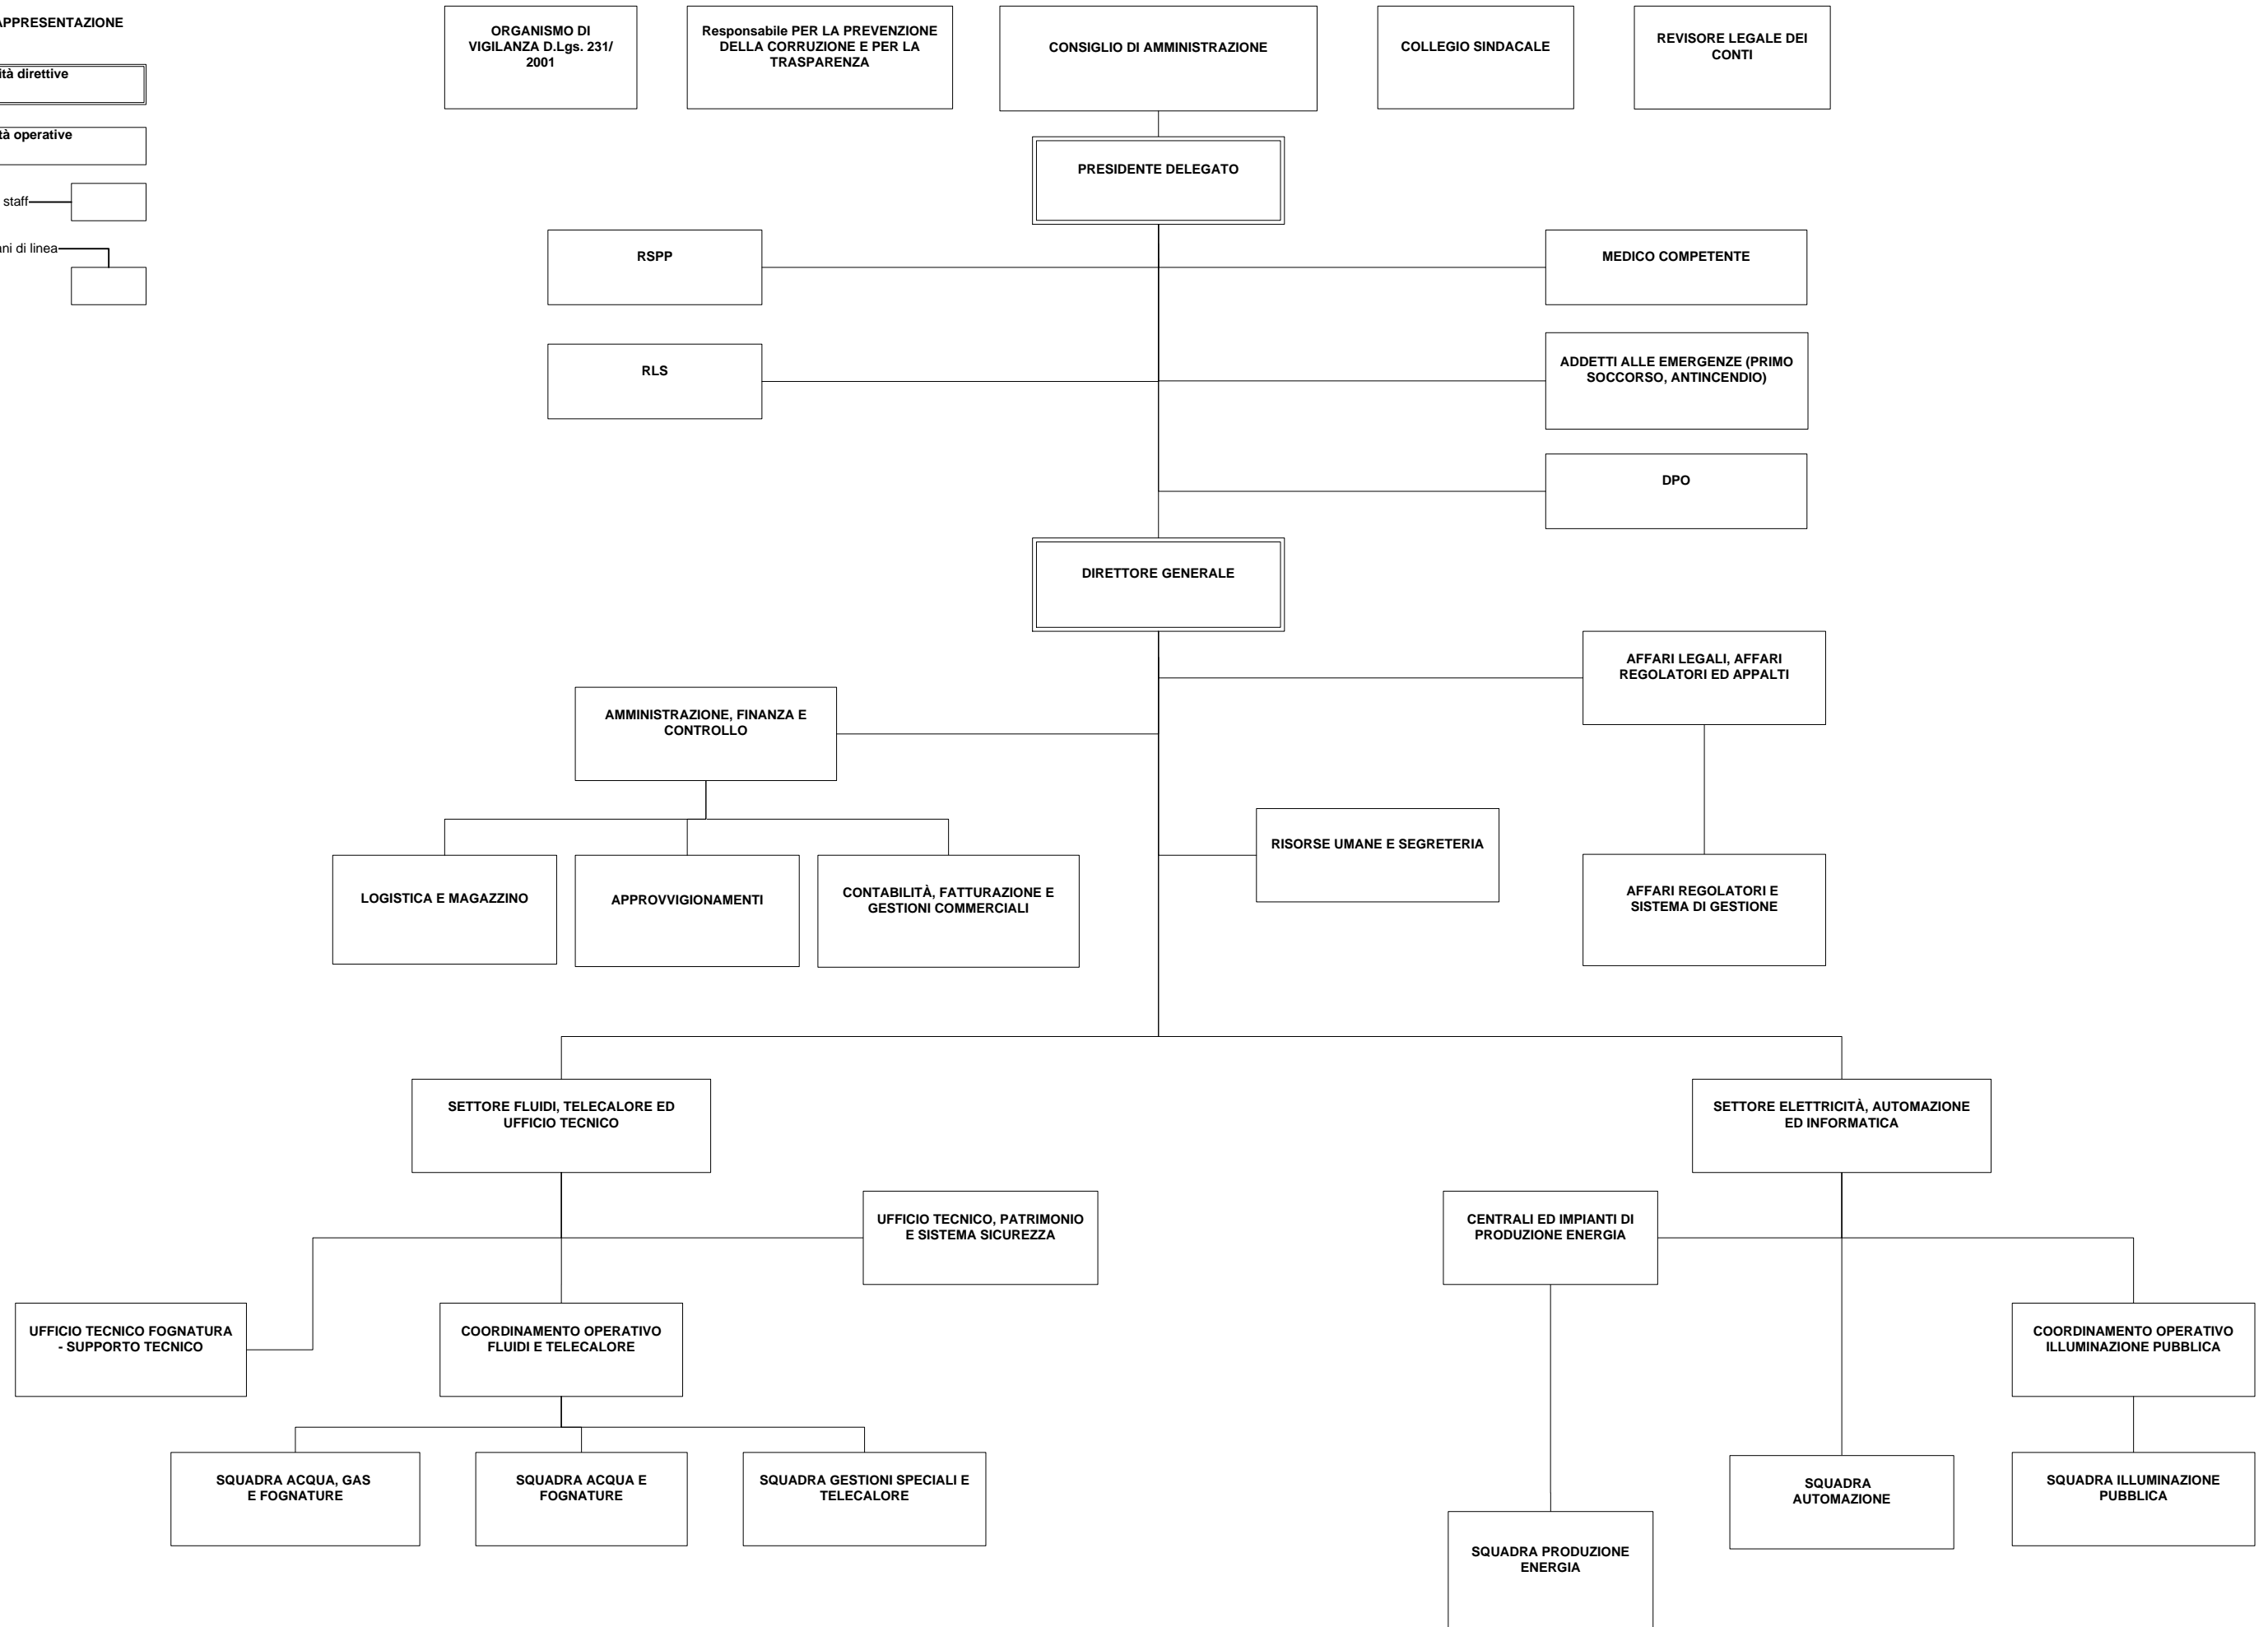 APPRESENTAZIONE
ità direttive
tà operative
staff
ani di linea
ORGANISMO DI
VIGILANZA D.Lgs. 231/
2001
Responsabile PER LA PREVENZIONE
DELLA CORRUZIONE E PER LA
TRASPARENZA
CONSIGLIO DI AMMINISTRAZIONE
COLLEGIO SINDACALE
REVISORE LEGALE DEI
CONTI
PRESIDENTE DELEGATO
RSPP
MEDICO COMPETENTE
RLS
ADDETTI ALLE EMERGENZE (PRIMO
SOCCORSO, ANTINCENDIO)
DPO
DIRETTORE GENERALE
AFFARI LEGALI, AFFARI
REGOLATORI ED APPALTI
AMMINISTRAZIONE, FINANZA E
CONTROLLO
RISORSE UMANE E SEGRETERIA
LOGISTICA E MAGAZZINO
APPROVVIGIONAMENTI
CONTABILITÀ, FATTURAZIONE E
GESTIONI COMMERCIALI
AFFARI REGOLATORI E
SISTEMA DI GESTIONE
SETTORE FLUIDI, TELECALORE ED
UFFICIO TECNICO
SETTORE ELETTRICITÀ, AUTOMAZIONE
ED INFORMATICA
UFFICIO TECNICO, PATRIMONIO
E SISTEMA SICUREZZA
CENTRALI ED IMPIANTI DI
PRODUZIONE ENERGIA
UFFICIO TECNICO FOGNATURA
- SUPPORTO TECNICO
COORDINAMENTO OPERATIVO
FLUIDI E TELECALORE
COORDINAMENTO OPERATIVO
ILLUMINAZIONE PUBBLICA
SQUADRA ACQUA, GAS
E FOGNATURE
SQUADRA ACQUA E
FOGNATURE
SQUADRA GESTIONI SPECIALI E
TELECALORE
SQUADRA
AUTOMAZIONE
SQUADRA ILLUMINAZIONE
PUBBLICA
SQUADRA PRODUZIONE
ENERGIA